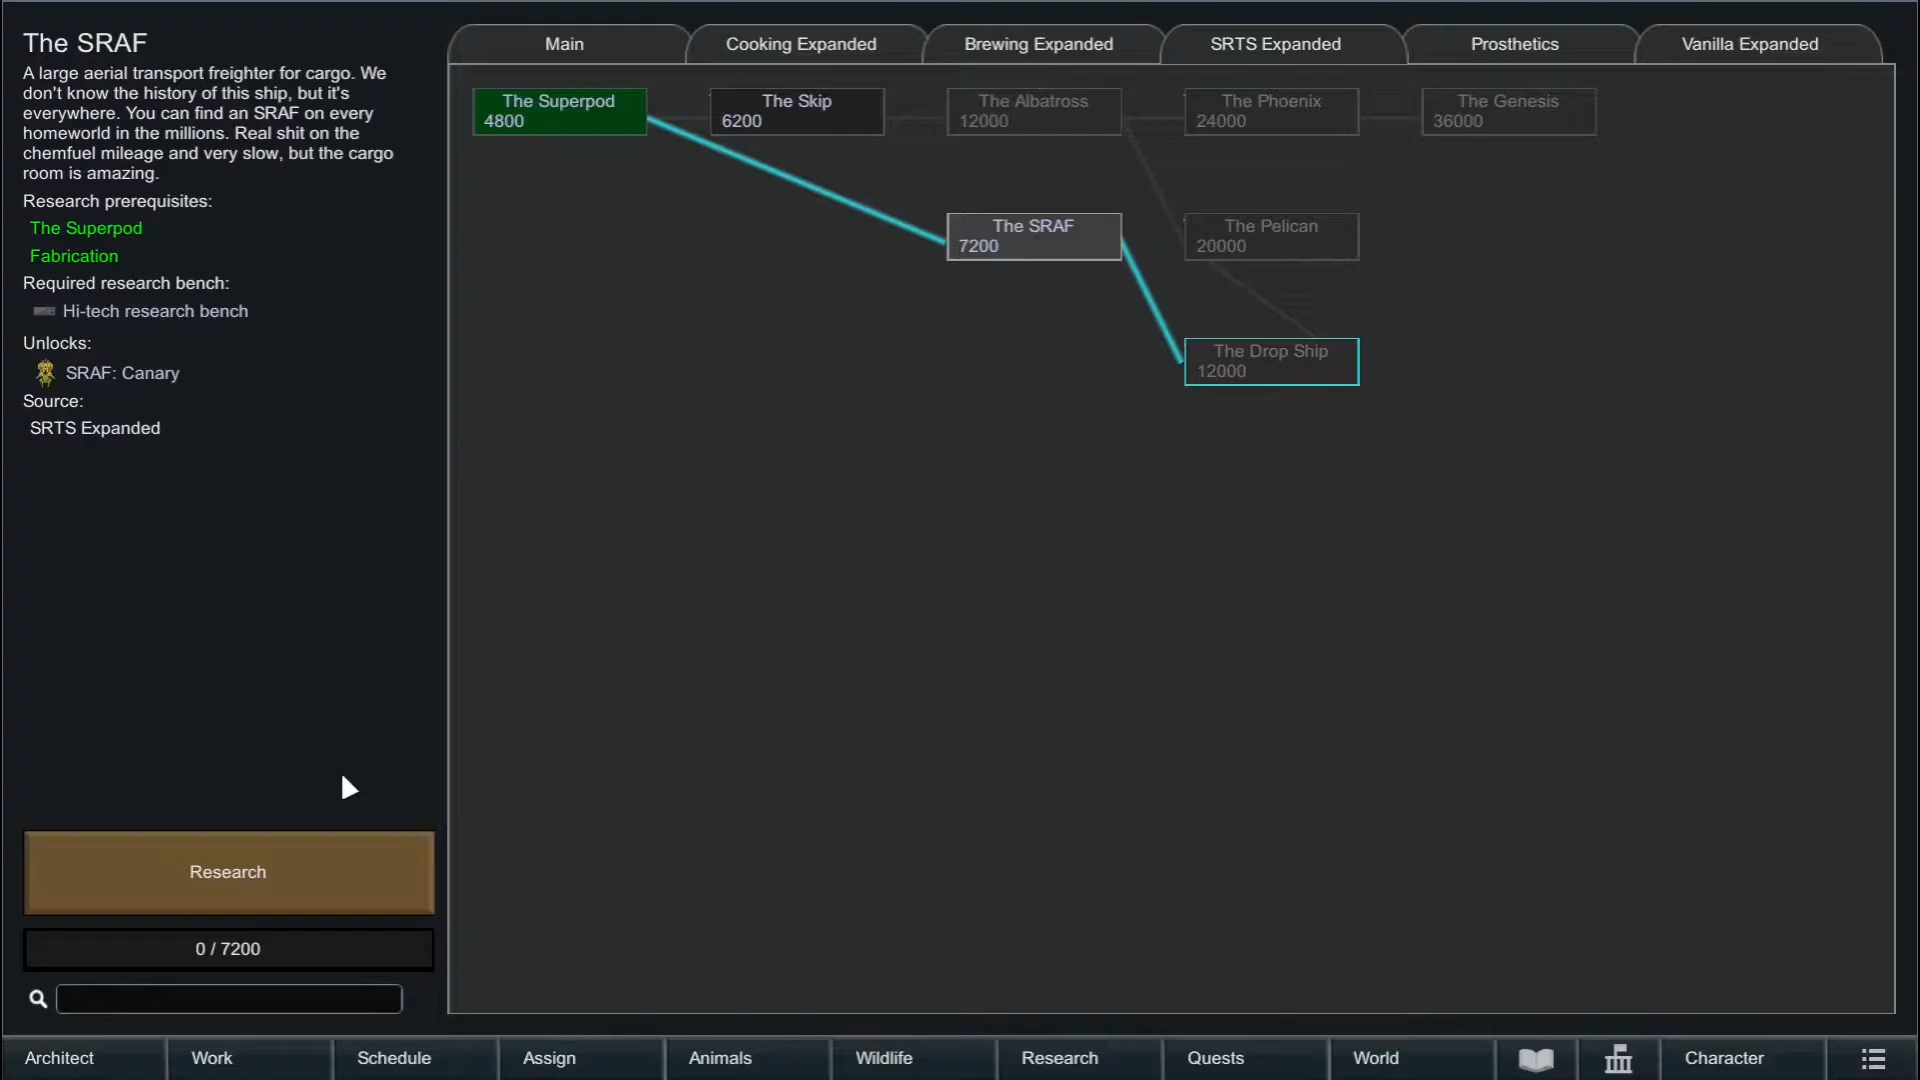 The SRAF
A large aerial transport freighter for cargo. We
don't know the history of this ship, but it's
everywhere. You can find an SRAF on every
homeworld in the millions. Real shit on the
chemfuel mileage and very slow, but the cargo
room is amazing.
Research prerequisites:
The Superpod
Fabrication
Required research bench:
Hi-tech research bench
Unlocks:
SRAF: Canary
Source:
SRTS Expanded
Research
0 / 7200
Main
Cooking Expanded
Brewing Expanded
SRTS Expanded
Prosthetics
Vanilla Expanded
The Superpod
4800
The Skip
6200
The Albatross
12000
The Phoenix
24000
The Genesis
36000
The SRAF
7200
The Pelican
20000
The Drop Ship
12000
Architect
Work
Schedule
Assign
Animals
Wildlife
Research
Quests
World
Character